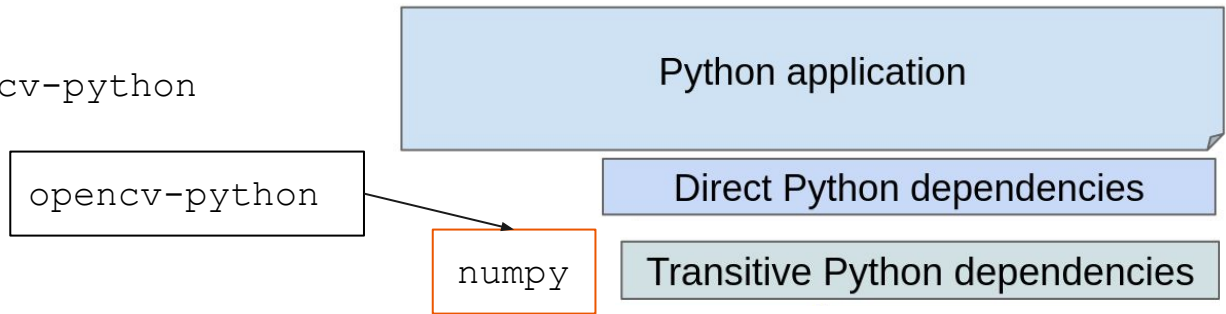 Python application
cv-python
opencv-python
Direct Python dependencies
numpy
Transitive Python dependencies